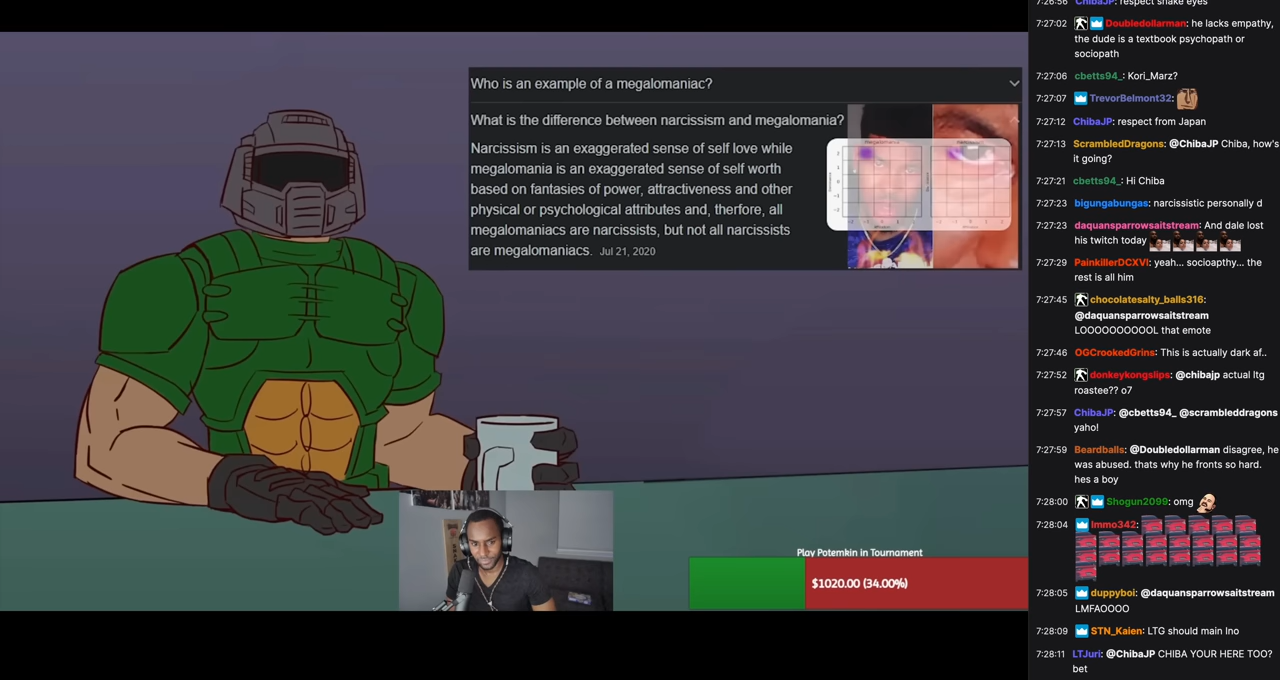 Who is an example of a megalomaniac?
What is the difference between narcissism and megalomania?
Narcissism is an exaggerated sense of self love while
megalomania is an exaggerated sense of self worth
based on fantasies of power, attractiveness and other
physical or psychological attributes and, therfore, all
megalomaniacs are narcissists, but not all narcissists
are megalomaniacs. Jul 21, 2020
Play Potemkin in Tournament
$1020.00 (34.00%)
7:26:56 ChibaJP: respect snake eyes
7:27:02 Doubledollarman: he lacks empathy,
the dude is a textbook psychopath or
sociopath
7:27:06 cbetts94_: Kori_Marz?
7:27:07 TrevorBelmont32:
7:27:12 ChibaJP: respect from Japan
7:27:13 ScrambledDragons: @ChibaJP Chiba, how's
it going?
7:27:21 cbetts94_: Hi Chiba
7:27:23 bigungabungas: narcissistic personally d
7:27:23 daquansparrowsaitstream: And dale lost
his twitch today
7:27:29 PainkillerDCXVI: yeah... socioapthy... the
rest is all him
7:27:45 chocolatesalty_balls316:
@daquansparrowsaitstream
LOOOOOOOOOOL that emote
7:27:46 OGCrookedGrins: This is actually dark af..
7:27:52 donkeykongslips: @chibajp actual ltg
roastee?? o7
7:27:57 ChibaJP: @cbetts94_ @scrambleddragons
yaho!
7:27:59 Beardballs: @Doubledollarman disagree, he
was abused. thats why he fronts so hard.
hes a boy
7:28:00 Shogun2099: omg
7:28:04 Immo342:
7:28:05 duppyboi: @daquansparrowsaitstream
LMFAOOOO
7:28:09 STN_Kaien: LTG should main Ino
7:28:11 LTJuri: @ChibaJP CHIBA YOUR HERE TOO?
bet